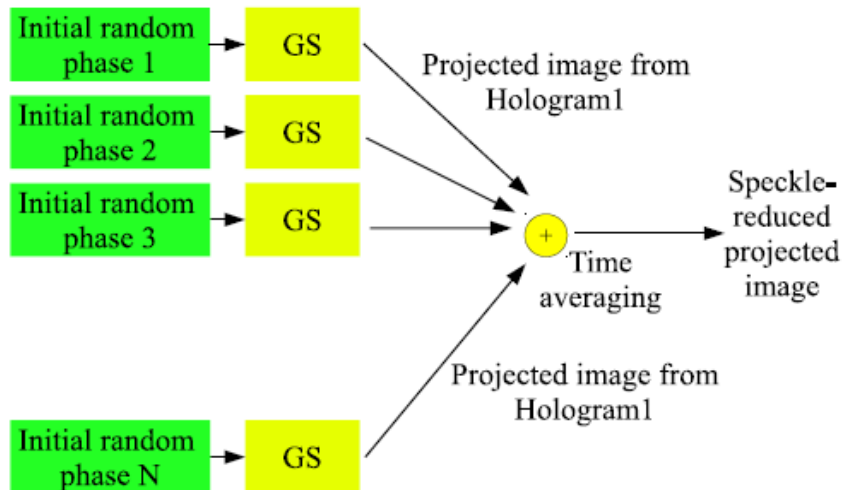 Initial random
phase 1
GS
Projected image from
Hologram1
Initial random
phase 2
GS
Initial random
phase 3
GS
+
Time
averaging
Speckle-
reduced
projected
image
Projected image from
Hologram1
Initial random
phase N
GS